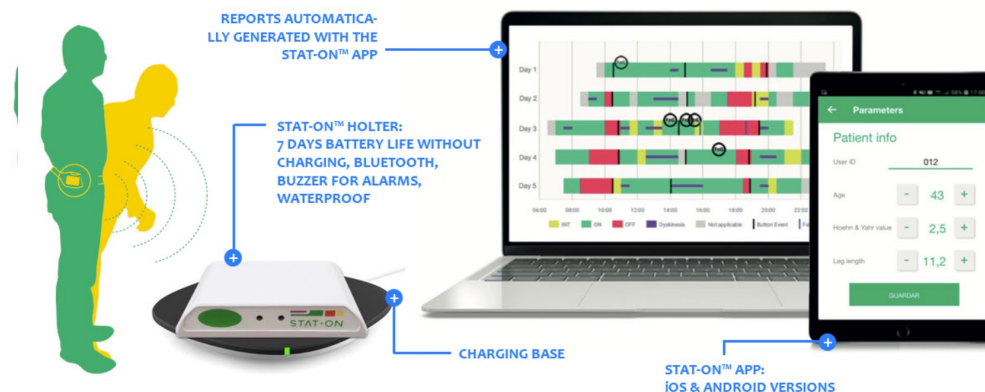 REPORTS AUTOMATICA-
LLY GENERATED WITH THE
STAT-ON™ APP
STAT-ON™ HOLTER:
7 DAYS BATTERY LIFE WITHOUT
CHARGING, BLUETOOTH,
BUZZER FOR ALARMS,
WATERPROOF
STAT-ON
CHARGING BASE
Day 1
Day 2
Day 3
Day 4
Day 5
06:00 08:00 10:00 12:00 14:00 16:00 18:00 20:00 22:00
INT ON OFF Dyskinesia Not applicable Button Event
58% 17:00
← Parameters
Patient info
User ID 012
Age - 43 +
Hoehn & Yahr value - 2,5 +
Leg length - 11,2 +
GUARDAR
STAT-ON™ APP:
iOS & ANDROID VERSIONS